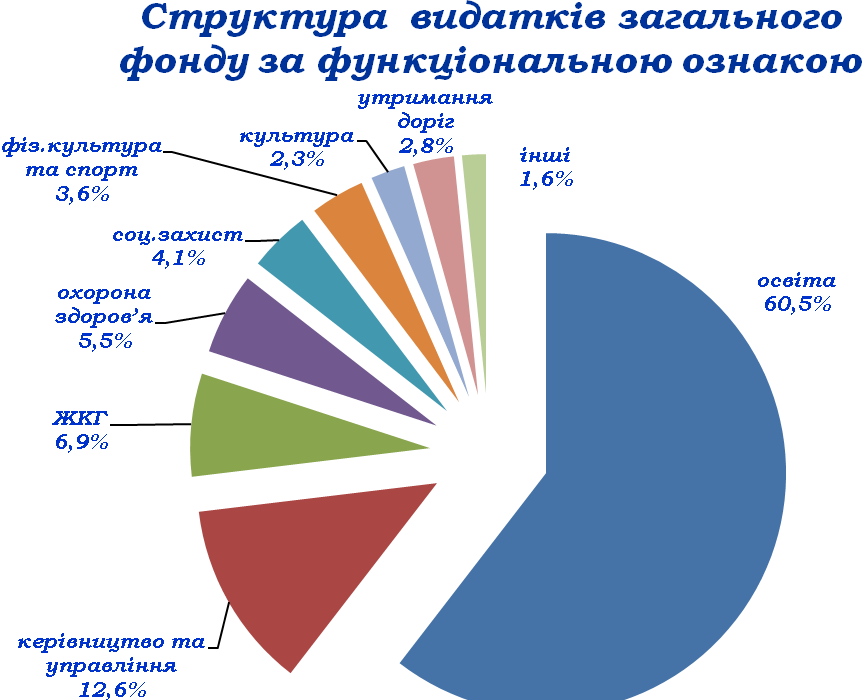 Структура видатків загального
фонду за функціональною ознакою
утримання
доріг
2,8%
культура
2,3%
фіз.культура
та спорт
3,6%
інші
1,6%
соц.захист
4,1%
освіта
60,5%
охорона
здоров’я
5,5%
ЖКГ
6,9%
керівництво та
управління
12,6%